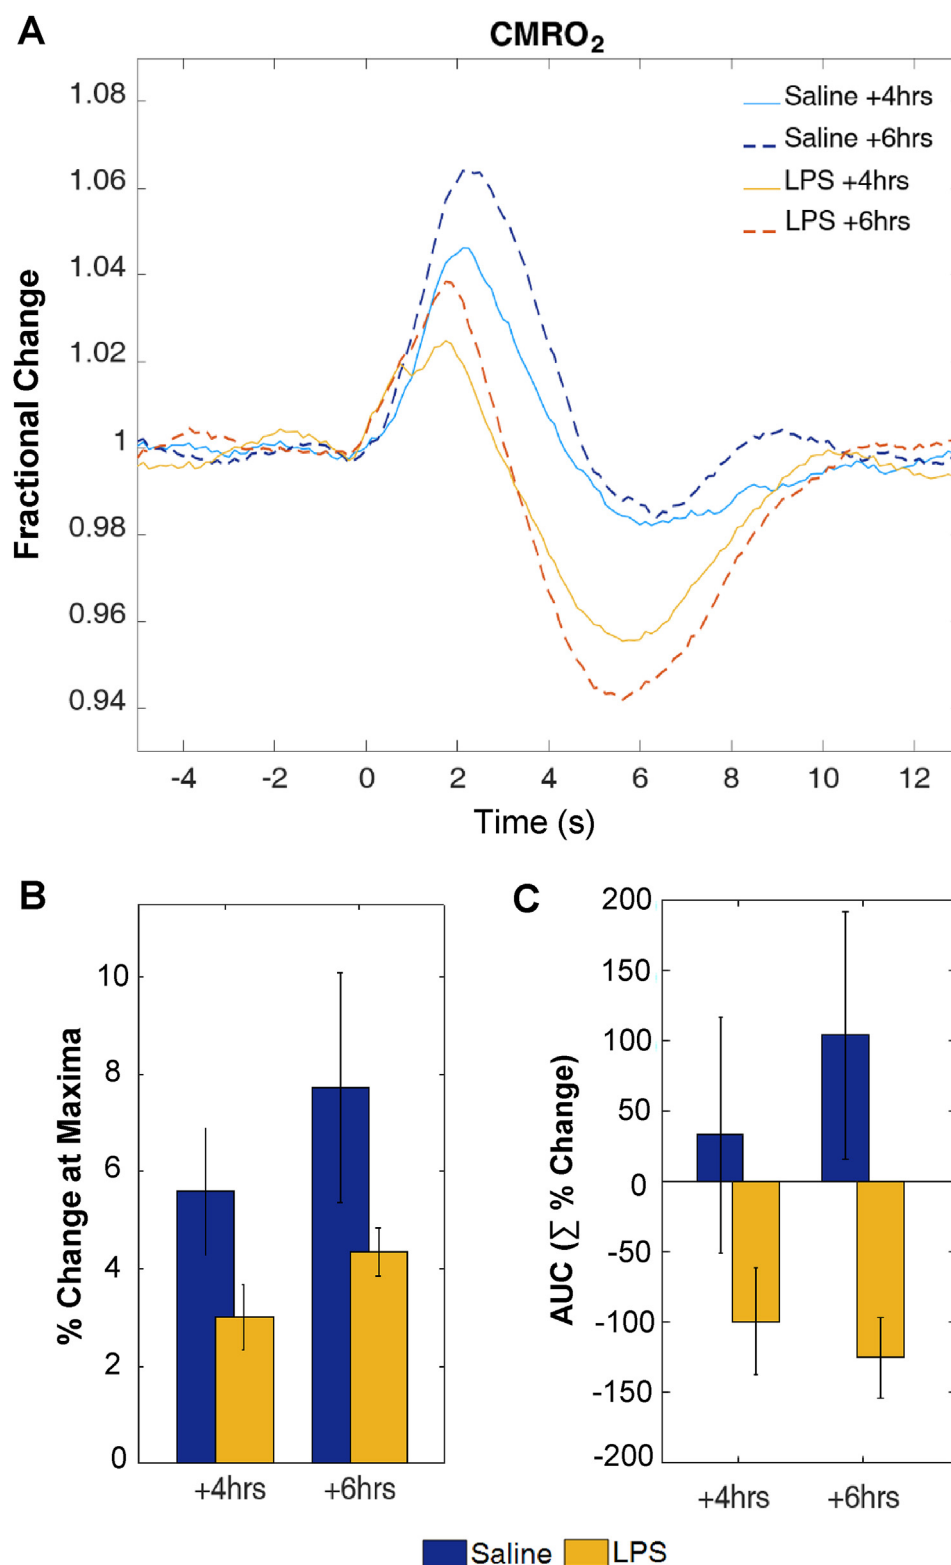 A
CMRO2
1.08
1.06
1.04
1.02
1
0.98
0.96
0.94
Fractional Change
Saline +4hrs
Saline +6hrs
LPS +4hrs
LPS +6hrs
-4 -2 0 2 4 6 8 10 12
Time (s)
B
10
8
6
4
2
0
% Change at Maxima
+4hrs +6hrs
C
200
150
100
50
0
-50
-100
-150
-200
AUC (∑ % Change)
+4hrs +6hrs
Saline LPS